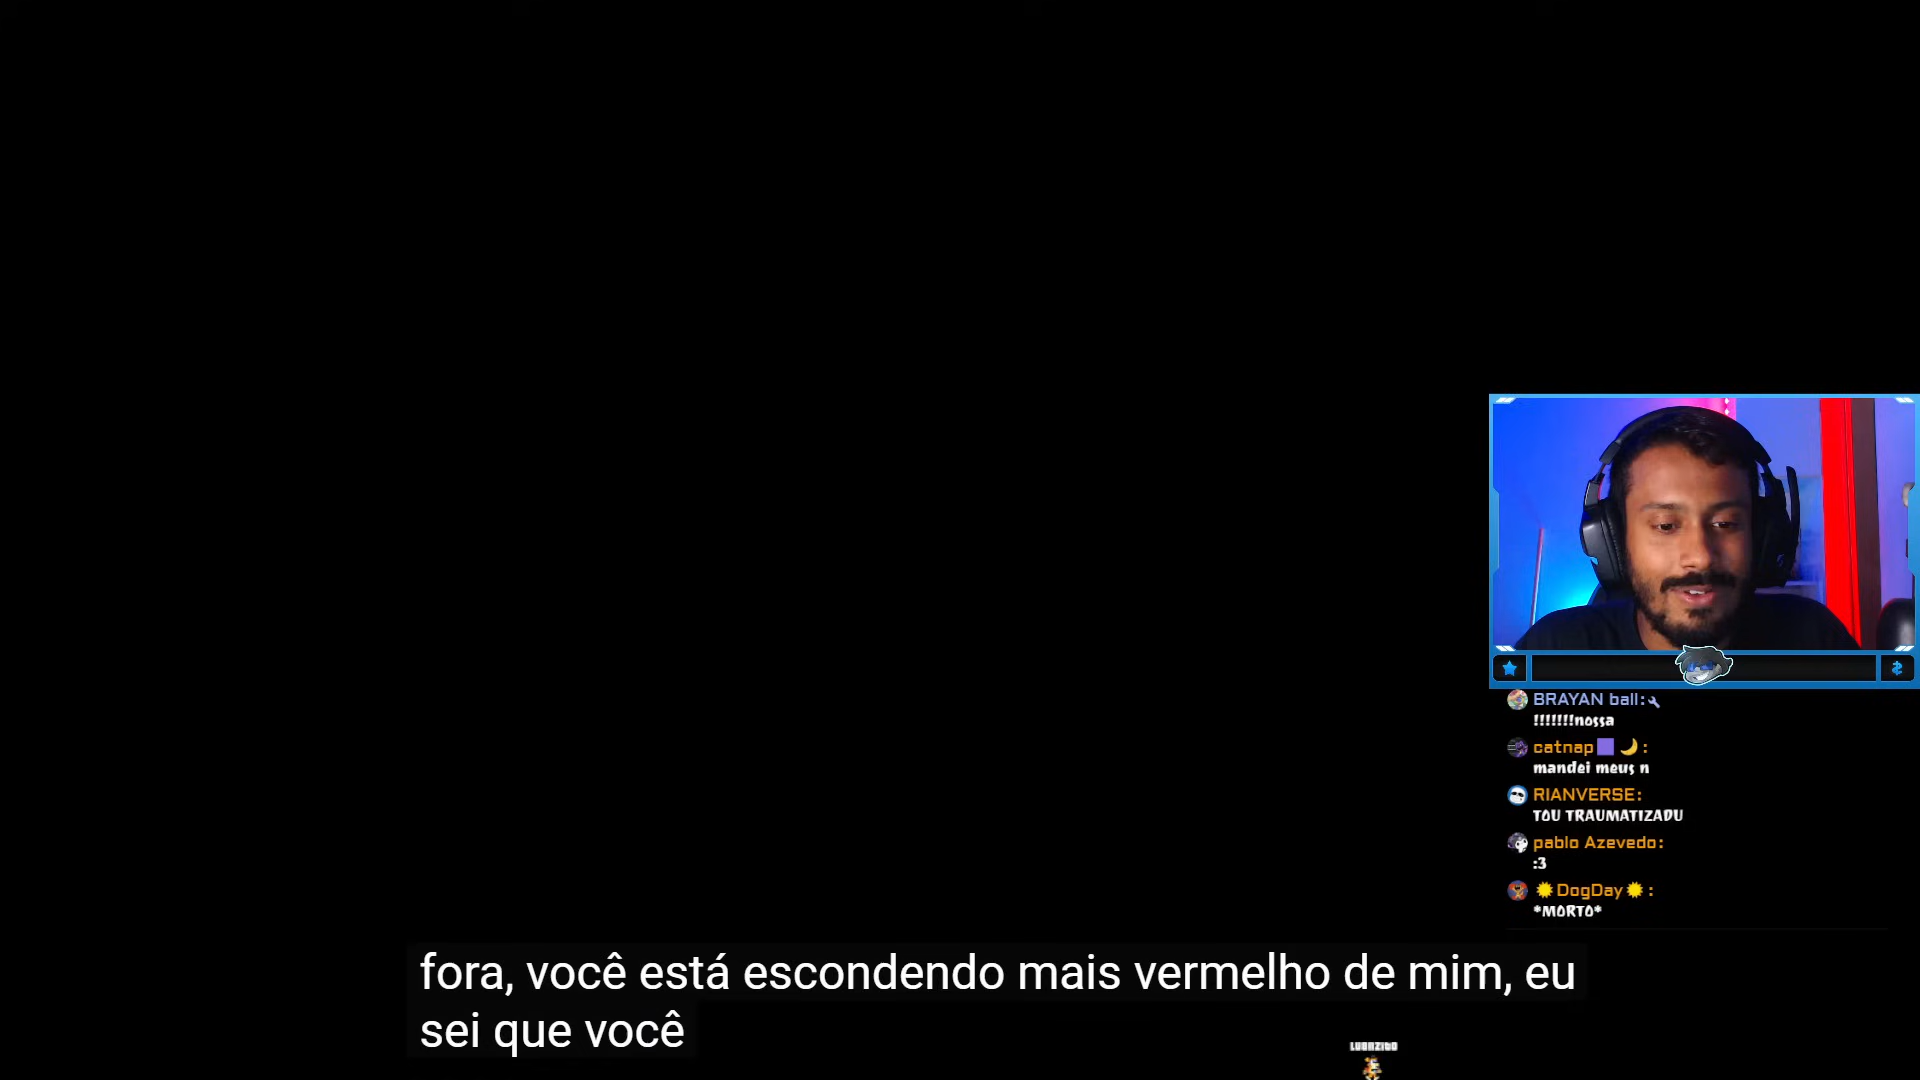 BRAYAN ball:
!!!!!!!nossa
catnap🟪🌙:
mandei meus n
RIANVERSE:
TOU TRAUMATIZADU
pablo Azevedo:
:3
☀DogDay☀:
*MORTO*
fora, você está escondendo mais vermelho de mim, eu
sei que você
LUBNZITO